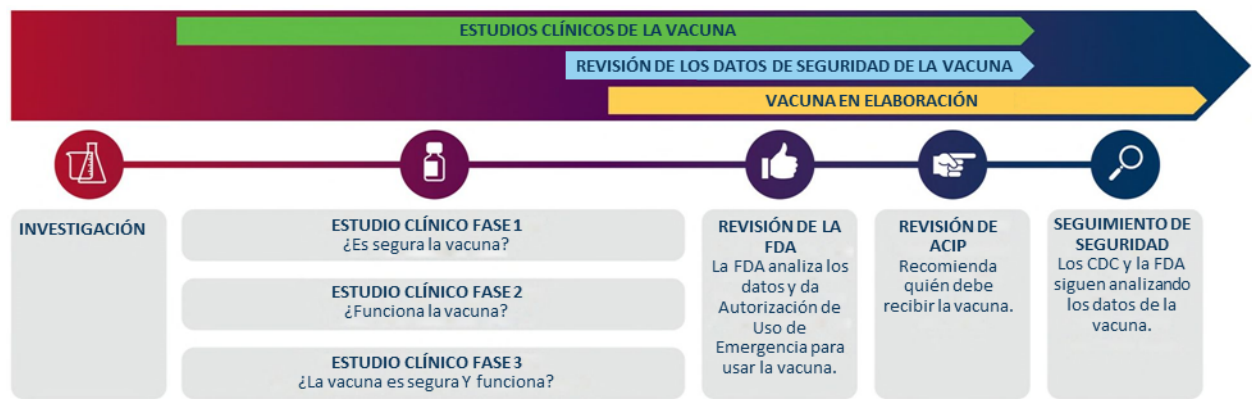 ESTUDIOS CLÍNICOS DE LA VACUNA
REVISIÓN DE LOS DATOS DE SEGURIDAD DE LA VACUNA
VACUNA EN ELABORACIÓN
INVESTIGACIÓN
ESTUDIO CLÍNICO FASE 1
¿Es segura la vacuna?
ESTUDIO CLÍNICO FASE 2
¿Funciona la vacuna?
ESTUDIO CLÍNICO FASE 3
¿La vacuna es segura Y funciona?
REVISIÓN DE LA
FDA
La FDA analiza los
datos y da
Autorización de
Uso de
Emergencia para
usar la vacuna.
REVISIÓN DE
ACIP
Recomienda
quién debe
recibir la vacuna.
SEGUIMIENTO DE
SEGURIDAD
Los CDC y la FDA
siguen analizando
los datos de la
vacuna.